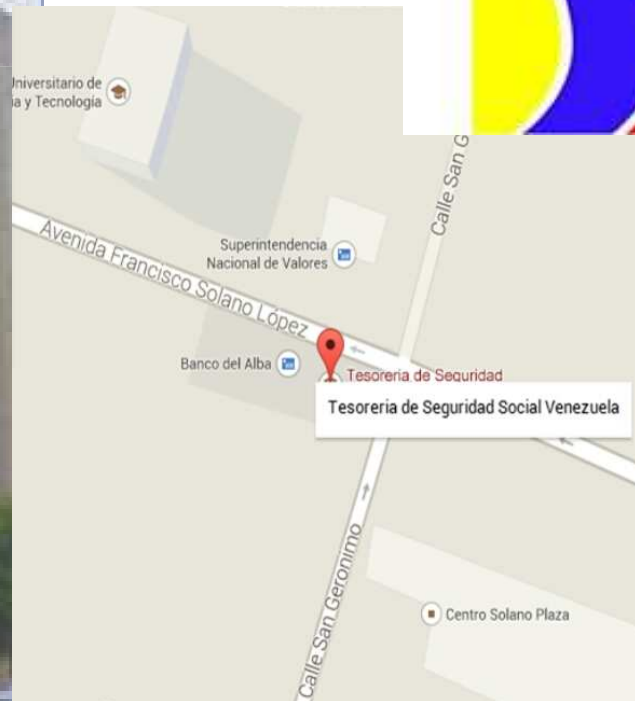 Universitario de
ia y Tecnología
Calle San G
Avenida Francisco Solano López
Superintendencia
Nacional de Valores
Banco del Alba
Tesoreria de Seguridad
Tesoreria de Seguridad Social Venezuela
Calle San Geronimo
Centro Solano Plaza